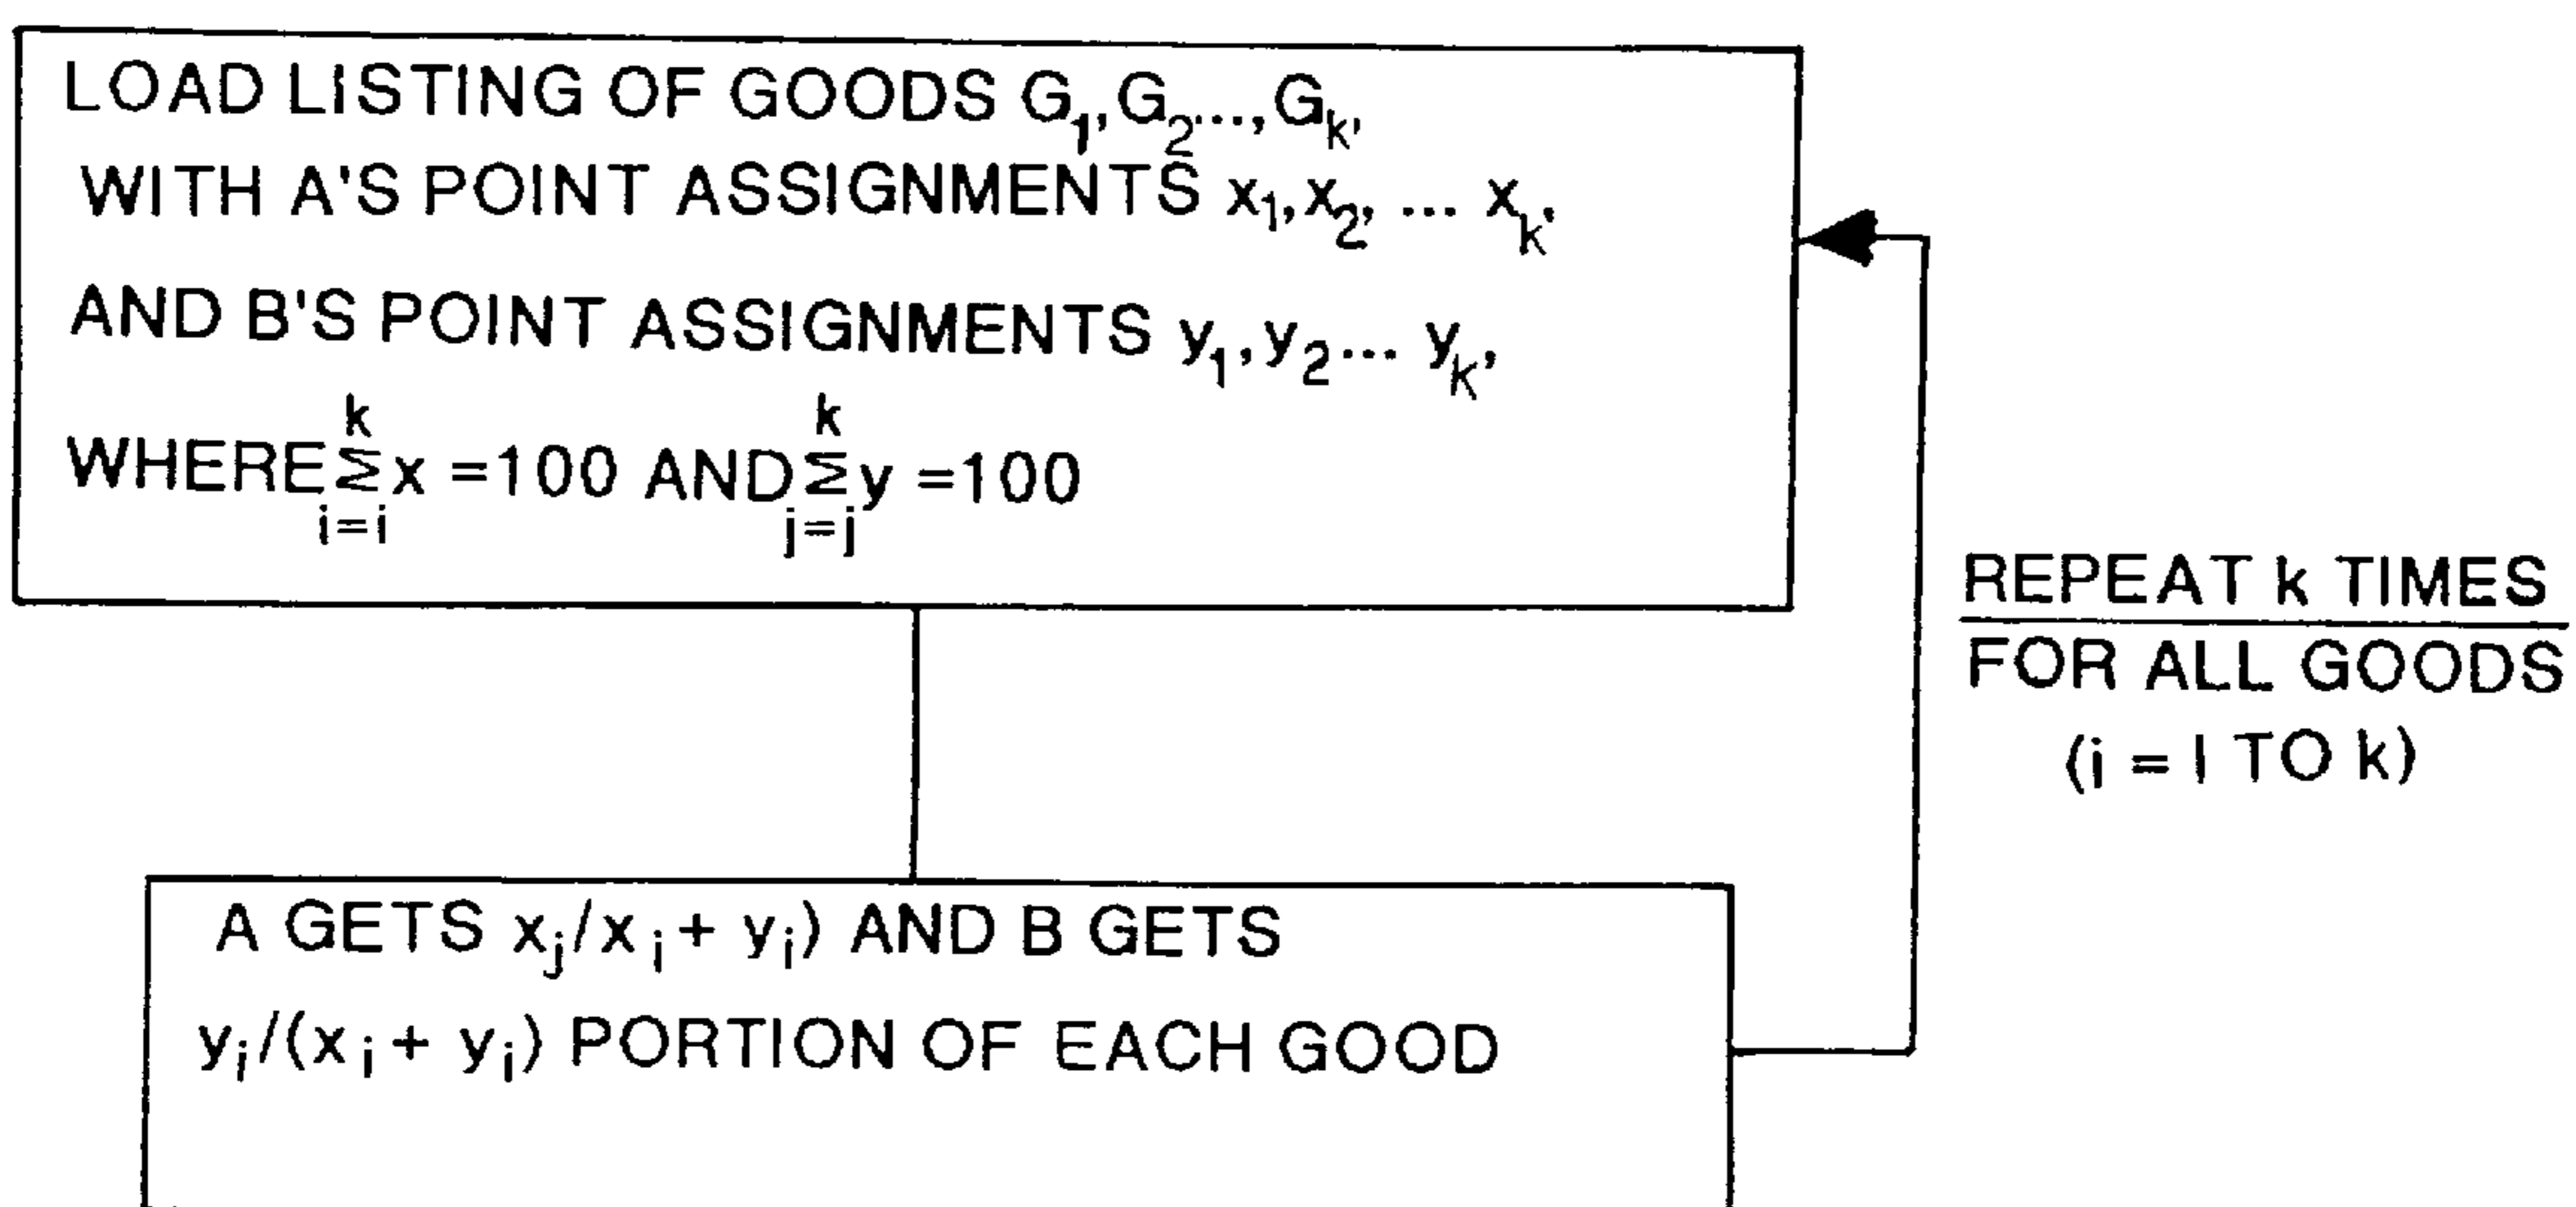 LOAD LISTING OF GOODS G₁, G₂..., Gₖ,
WITH A'S POINT ASSIGNMENTS x₁, x₂, ... xₖ,
AND B'S POINT ASSIGNMENTS y₁, y₂... yₖ,
k k
WHERE Σ x =100 AND Σ y =100
i=i j=j
REPEAT k TIMES
FOR ALL GOODS
(i = I TO k)
A GETS xⱼ/xᵢ+ yᵢ) AND B GETS
yᵢ/(xᵢ+ yᵢ) PORTION OF EACH GOOD